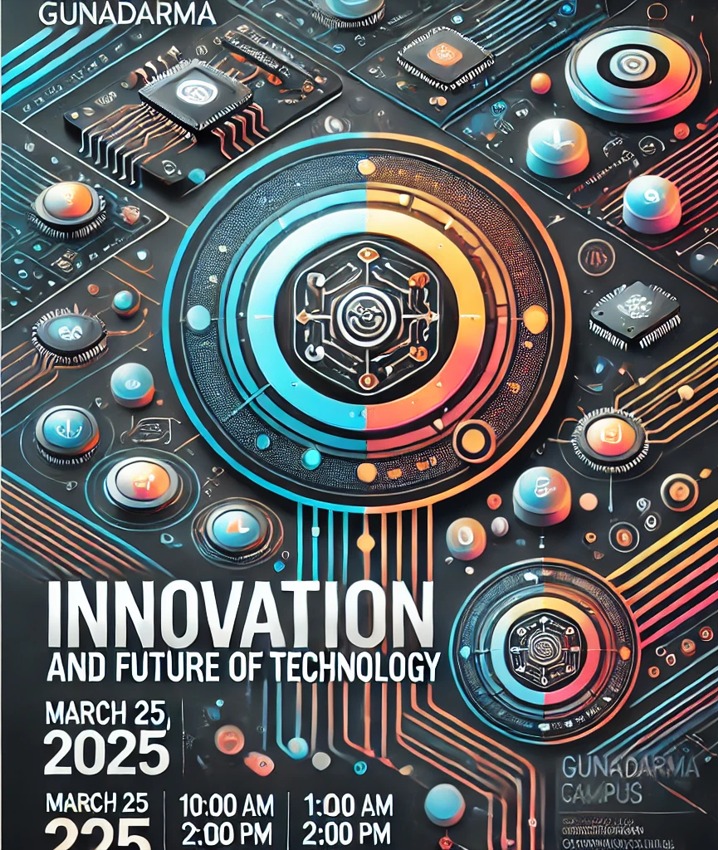 GUNADARMA
INNOVATION
AND FUTURE OF TECHNOLOGY
MARCH 25,
2025
MARCH 25
225
10:00 AM
2:00 PM
1:00 AM
2:00 PM
GUNADARMA
CAMPUS